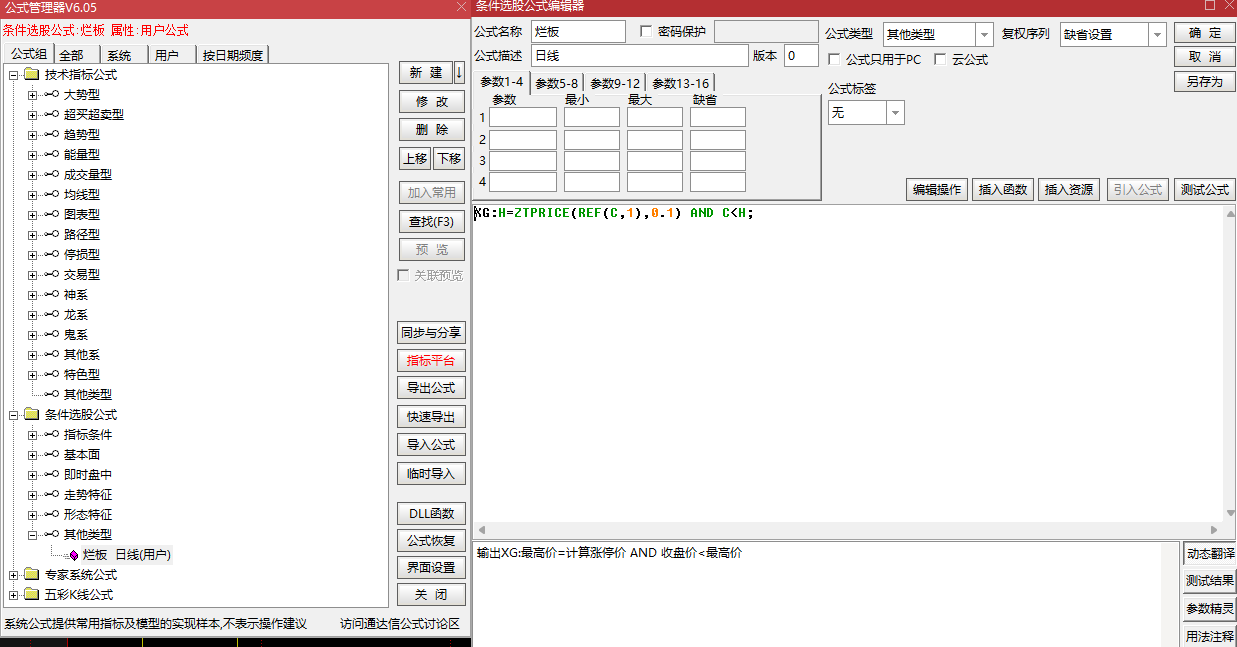 公式管理器V6.05
条件选股公式:烂板 属性:用户公式
公式组 全部 系统 用户 按日期频度
技术指标公式
大势型
超买超卖型
趋势型
能量型
成交量型
均线型
图表型
路径型
停损型
交易型
神系
龙系
鬼系
其他系
特色型
其他类型
条件选股公式
指标条件
基本面
即时盘中
走势特征
形态特征
其他类型
烂板 日线(用户)
专家系统公式
五彩K线公式
新 建 ↓
修 改
删 除
上移 下移
加入常用
查找(F3)
预 览
关联预览
同步与分享
指标平台
导出公式
快速导出
导入公式
临时导入
DLL函数
公式恢复
界面设置
关 闭
系统公式提供常用指标及模型的实现样本,不表示操作建议 访问通达信公式讨论区
条件选股公式编辑器
公式名称 烂板 密码保护 公式类型 其他类型 复权序列 缺省设置 确 定
公式描述 日线 版本 0 公式只用于PC 云公式 取 消
另存为
参数1-4 参数5-8 参数9-12 参数13-16
公式标签
无
参数 最小 最大 缺省
1
2
3
4
编辑操作 插入函数 插入资源 引入公式 测试公式
XG:H=ZTPRICE(REF(C,1),0.1) AND C<H;
输出XG:最高价=计算涨停价 AND 收盘价<最高价
动态翻译
测试结果
参数精灵
用法注释